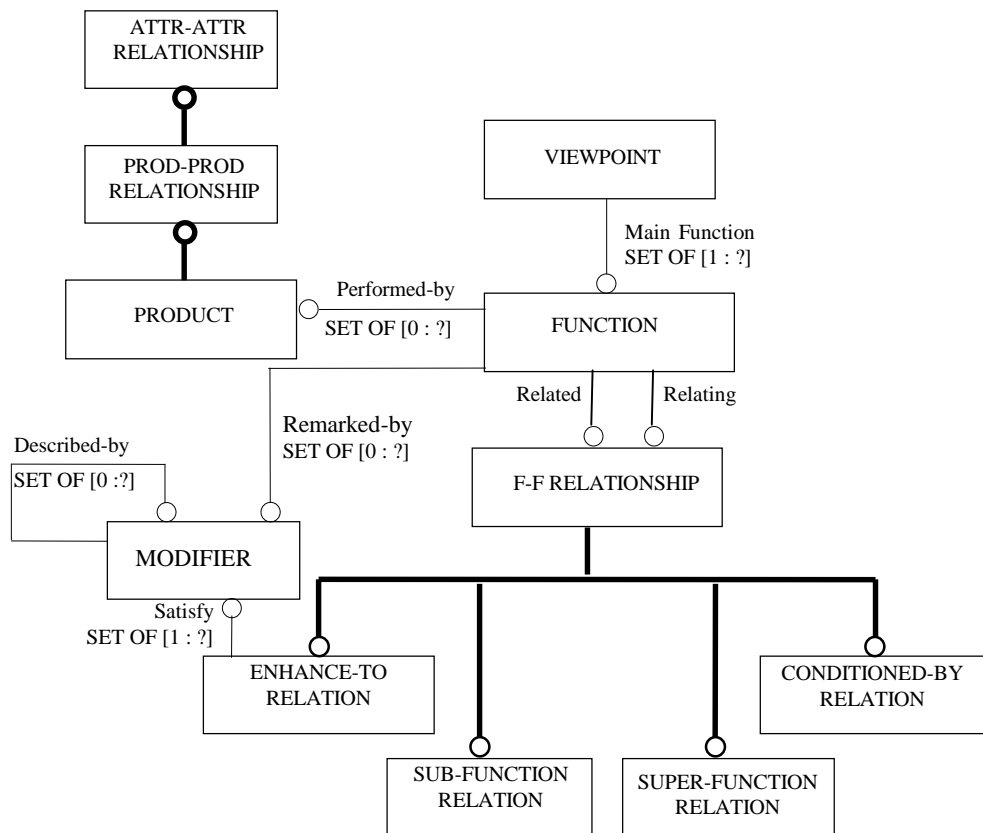 ATTR-ATTR
RELATIONSHIP
PROD-PROD
RELATIONSHIP
VIEWPOINT
Main Function
SET OF [1 : ?]
PRODUCT
Performed-by
SET OF [0 : ?]
FUNCTION
Related
Relating
Remarked-by
SET OF [0 : ?]
Described-by
SET OF [0 :?]
F-F RELATIONSHIP
MODIFIER
Satisfy
SET OF [1 : ?]
ENHANCE-TO
RELATION
CONDITIONED-BY
RELATION
SUB-FUNCTION
RELATION
SUPER-FUNCTION
RELATION